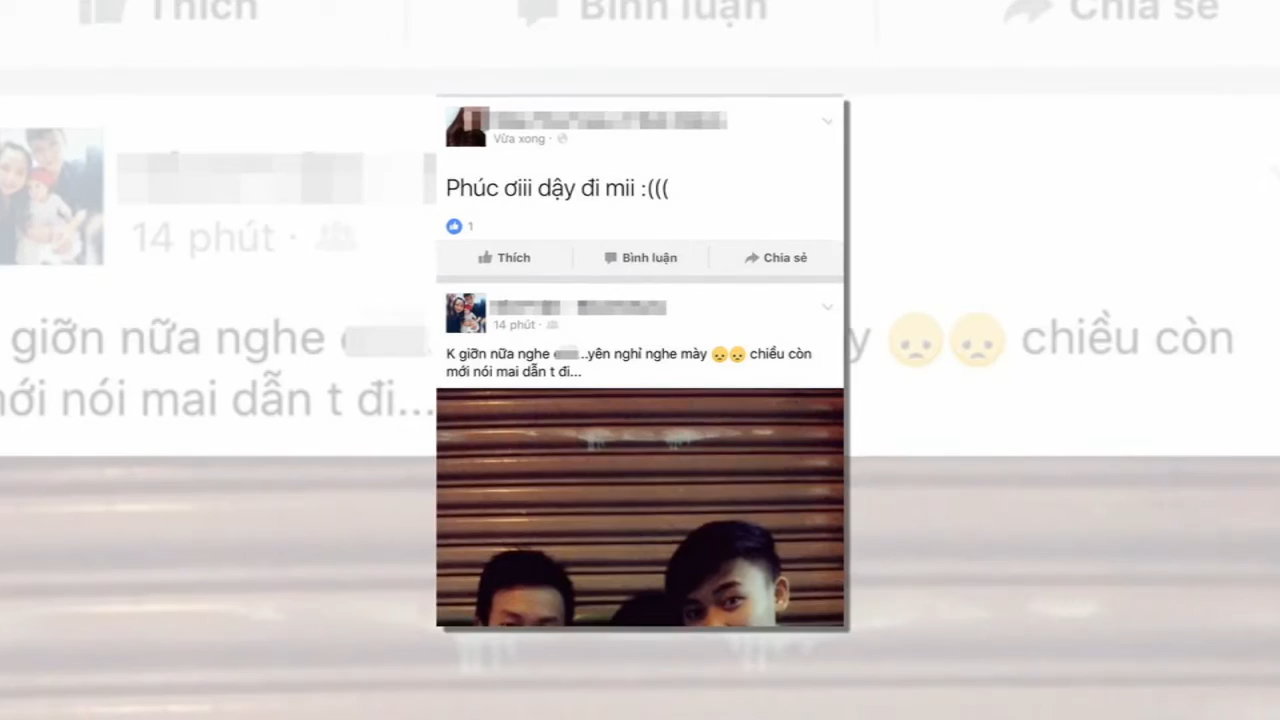 Thích
Bình luận
Chia sẻ
Vừa xong ·
Phúc ơiii dậy đi mii :(((
1
Thích
Bình luận
Chia sẻ
14 phút ·
K giỡn nữa nghe ..yên nghỉ nghe mày 😞😞 chiều còn
mới nói mai dẫn t đi...
14 phút ·
giỡn nữa nghe
y 😞😞 chiều còn
ới nói mai dẫn t đi...